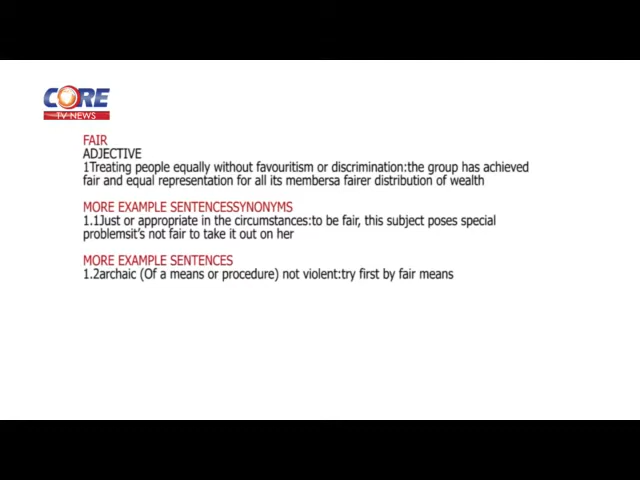 CORE
TV NEWS
FAIR
ADJECTIVE
1Treating people equally without favouritism or discrimination:the group has achieved
fair and equal representation for all its membersa fairer distribution of wealth
MORE EXAMPLE SENTENCESSYNONYMS
1.1Just or appropriate in the circumstances:to be fair, this subject poses special
problemsit's not fair to take it out on her
MORE EXAMPLE SENTENCES
1.2archaic (Of a means or procedure) not violent:try first by fair means